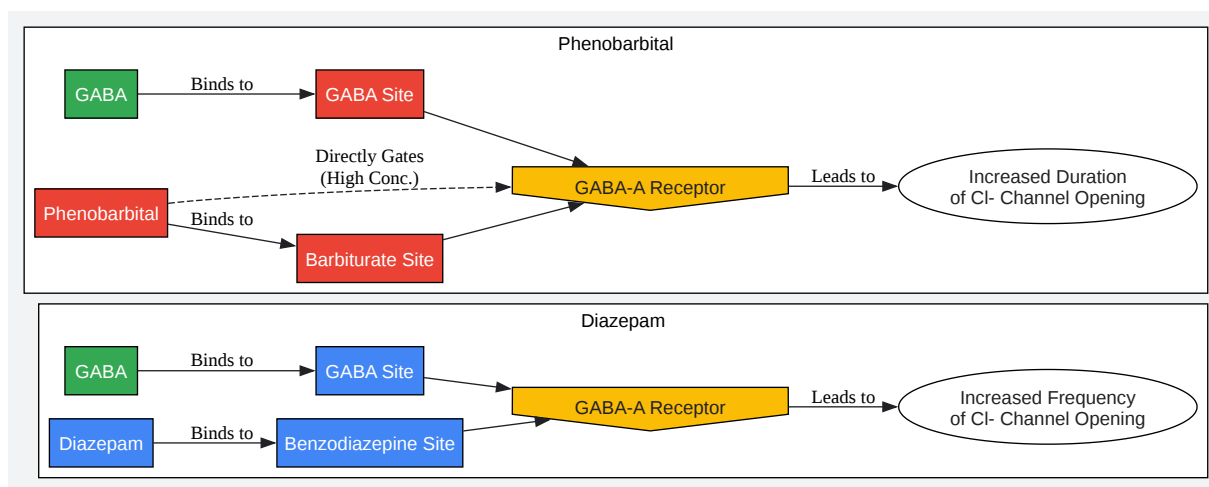 Phenobarbital
GABA
Binds to
GABA Site
Directly Gates
(High Conc.)
GABA-A Receptor
Leads to
Increased Duration
of Cl- Channel Opening
Phenobarbital
Binds to
Barbiturate Site
Diazepam
GABA
Binds to
GABA Site
GABA-A Receptor
Leads to
Increased Frequency
of Cl- Channel Opening
Diazepam
Binds to
Benzodiazepine Site